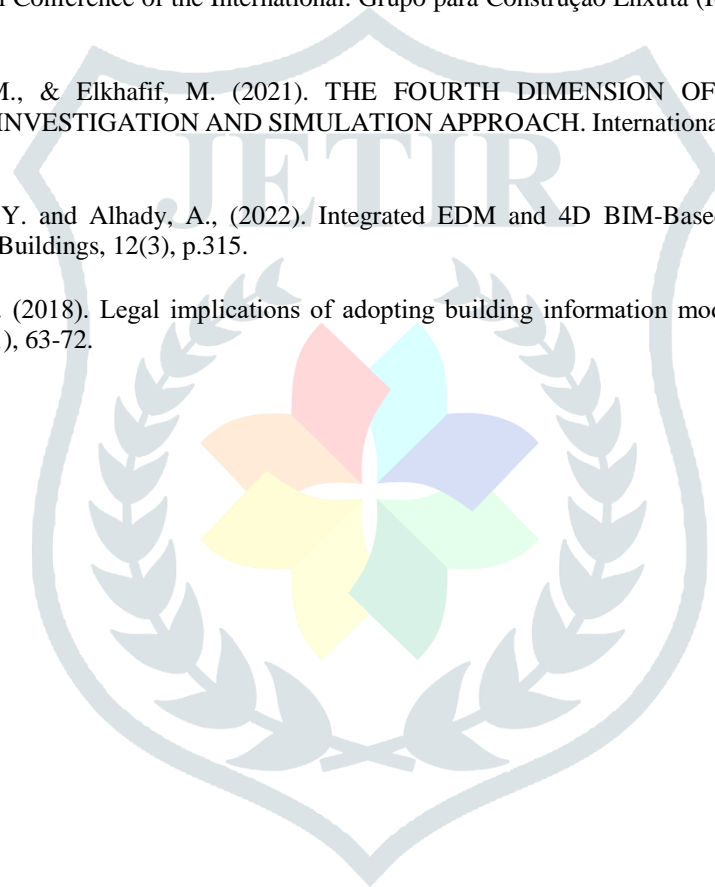 Conference of the International. Grupo para Construção Enxuta
M., & Elkhafif, M. (2021). THE FOURTH DIMENSION OF
INVESTIGATION AND SIMULATION APPROACH. Internationa
JETIR
Y. and Alhady, A., (2022). Integrated EDM and 4D BIM-Base
Buildings, 12(3), p.315.
. (2018). Legal implications of adopting building information mo
), 63-72.